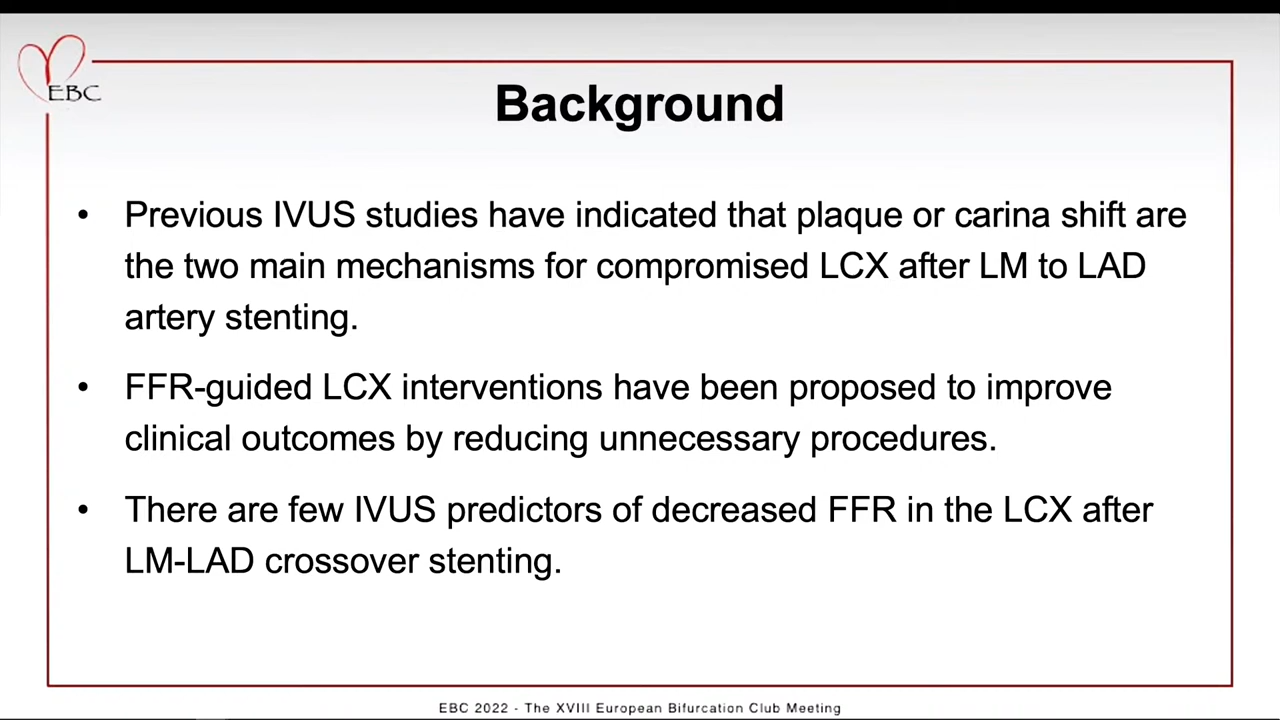 EBC
Background
• Previous IVUS studies have indicated that plaque or carina shift are
the two main mechanisms for compromised LCX after LM to LAD
artery stenting.
• FFR-guided LCX interventions have been proposed to improve
clinical outcomes by reducing unnecessary procedures.
• There are few IVUS predictors of decreased FFR in the LCX after
LM-LAD crossover stenting.
EBC 2022 - The XVIII European Bifurcation Club Meeting